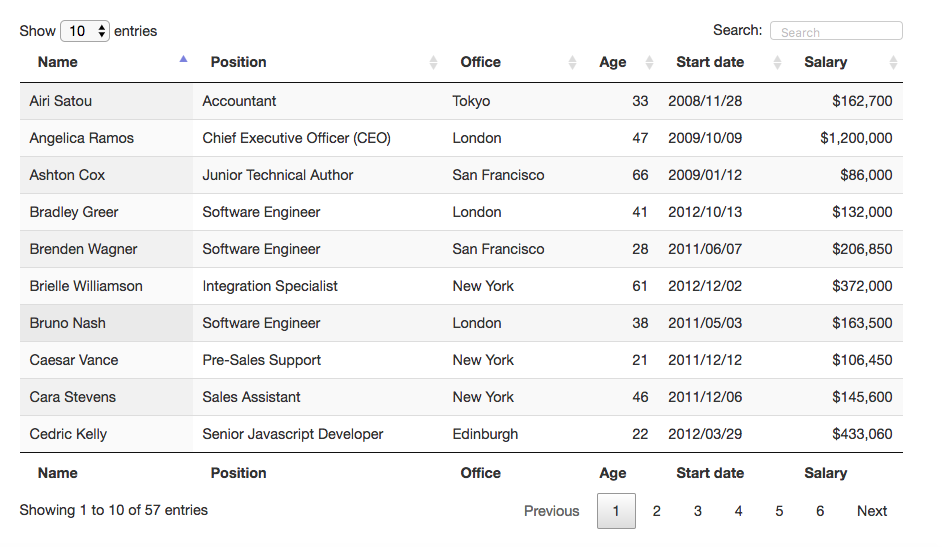 Show 10 entries Search: Search
Name Position Office Age Start date Salary
Airi Satou Accountant Tokyo 33 2008/11/28 $162,700
Angelica Ramos Chief Executive Officer (CEO) London 47 2009/10/09 $1,200,000
Ashton Cox Junior Technical Author San Francisco 66 2009/01/12 $86,000
Bradley Greer Software Engineer London 41 2012/10/13 $132,000
Brenden Wagner Software Engineer San Francisco 28 2011/06/07 $206,850
Brielle Williamson Integration Specialist New York 61 2012/12/02 $372,000
Bruno Nash Software Engineer London 38 2011/05/03 $163,500
Caesar Vance Pre-Sales Support New York 21 2011/12/12 $106,450
Cara Stevens Sales Assistant New York 46 2011/12/06 $145,600
Cedric Kelly Senior Javascript Developer Edinburgh 22 2012/03/29 $433,060
Name Position Office Age Start date Salary
Showing 1 to 10 of 57 entries Previous 1 2 3 4 5 6 Next